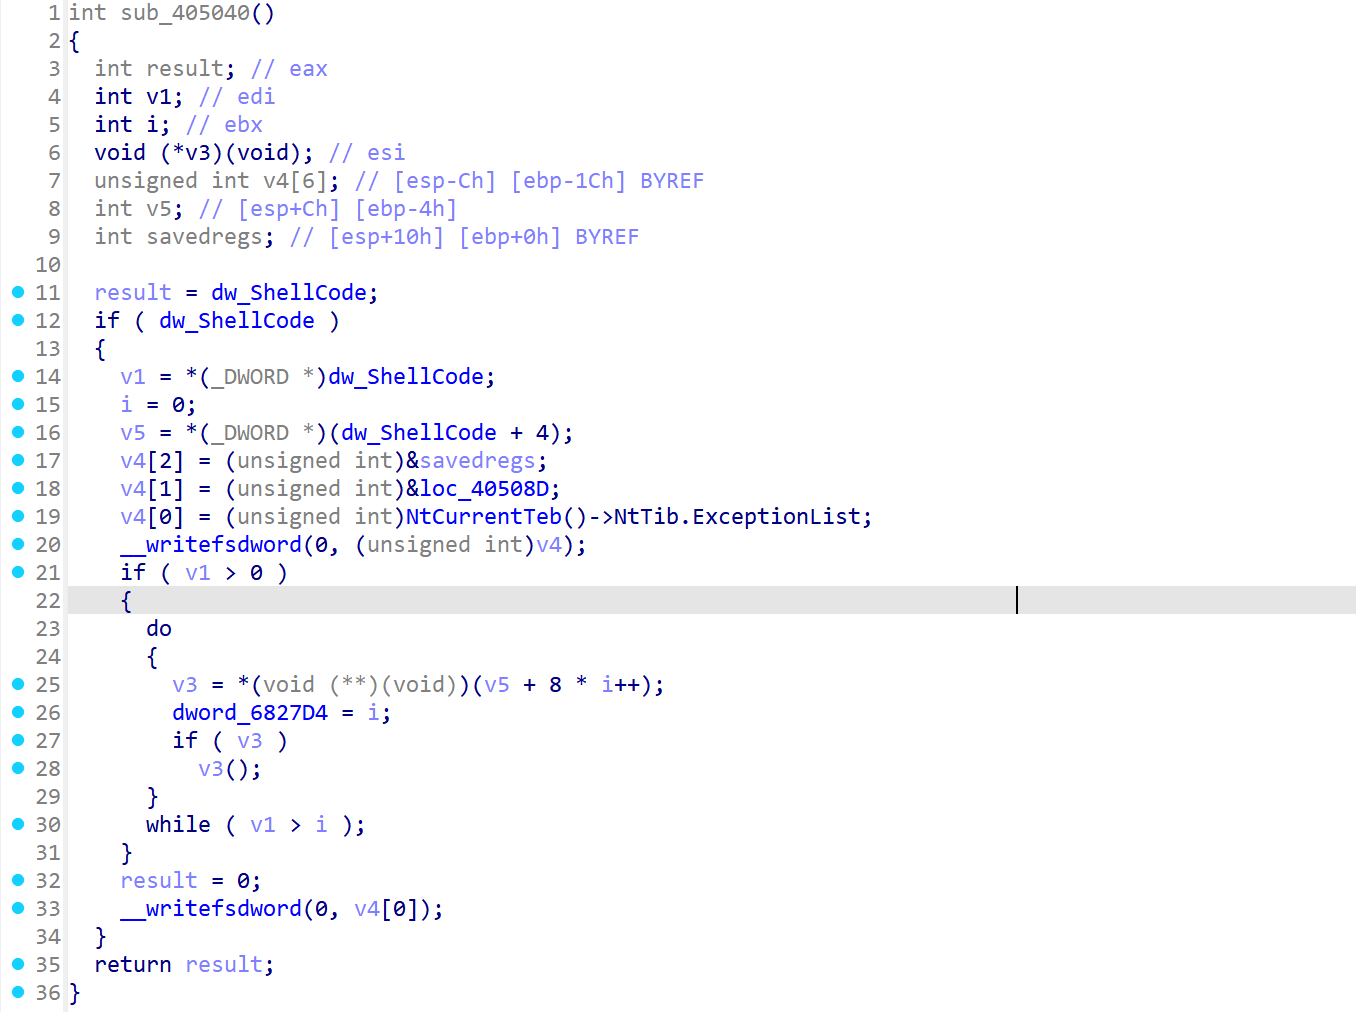 1 int sub_405040()
2 {
3   int result; // eax
4   int v1; // edi
5   int i; // ebx
6   void (*v3)(void); // esi
7   unsigned int v4[6]; // [esp-Ch] [ebp-1Ch] BYREF
8   int v5; // [esp+Ch] [ebp-4h]
9   int savedregs; // [esp+10h] [ebp+0h] BYREF
10
11   result = dw_ShellCode;
12   if ( dw_ShellCode )
13   {
14     v1 = *(_DWORD *)dw_ShellCode;
15     i = 0;
16     v5 = *(_DWORD *)(dw_ShellCode + 4);
17     v4[2] = (unsigned int)&savedregs;
18     v4[1] = (unsigned int)&loc_40508D;
19     v4[0] = (unsigned int)NtCurrentTeb()->NtTib.ExceptionList;
20     __writefsdword(0, (unsigned int)v4);
21     if ( v1 > 0 )
22     {
23       do
24       {
25         v3 = *(void (**)(void))(v5 + 8 * i++);
26         dword_6827D4 = i;
27         if ( v3 )
28           v3();
29       }
30       while ( v1 > i );
31     }
32     result = 0;
33     __writefsdword(0, v4[0]);
34   }
35   return result;
36 }